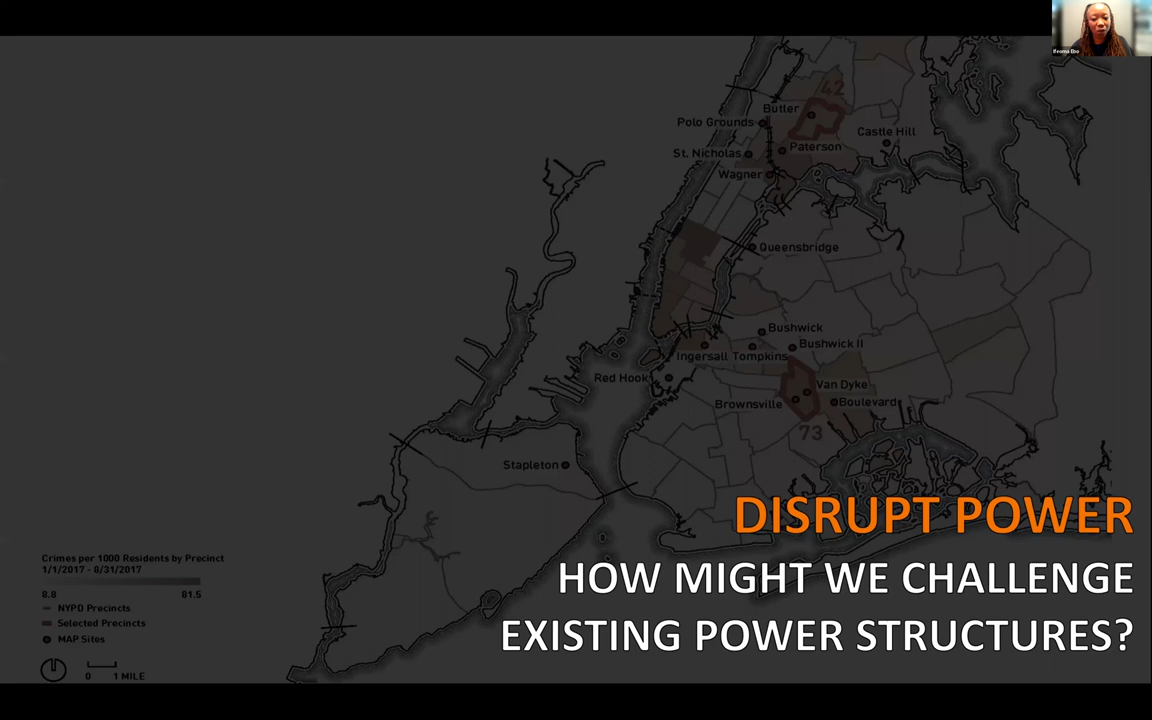 Ifeoma Ebo
42
Butler
Polo Grounds
Castle Hill
Paterson
St. Nicholas
Wagner
Queensbridge
Bushwick
Bushwick II
Ingersall Tompkins
Red Hook
Van Dyke
Brownsville
Boulevard
73
Stapleton
DISRUPT POWER
HOW MIGHT WE CHALLENGE
EXISTING POWER STRUCTURES?
Crimes per 1000 Residents by Precinct
1/1/2017 - 8/31/2017
8.8 81.5
NYPD Precincts
Selected Precincts
MAP Sites
0 1 MILE